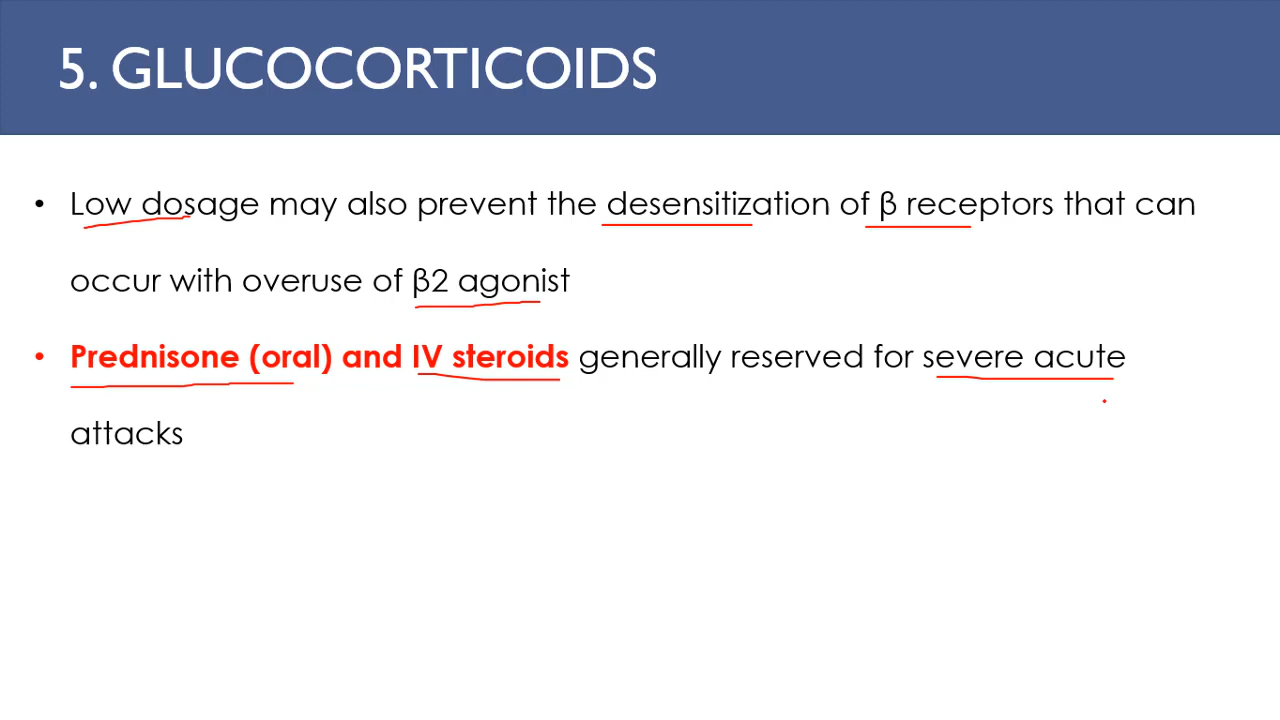 5. GLUCOCORTICOIDS
• Low dosage may also prevent the desensitization of β receptors that can
occur with overuse of β2 agonist
• Prednisone (oral) and IV steroids generally reserved for severe acute
attacks